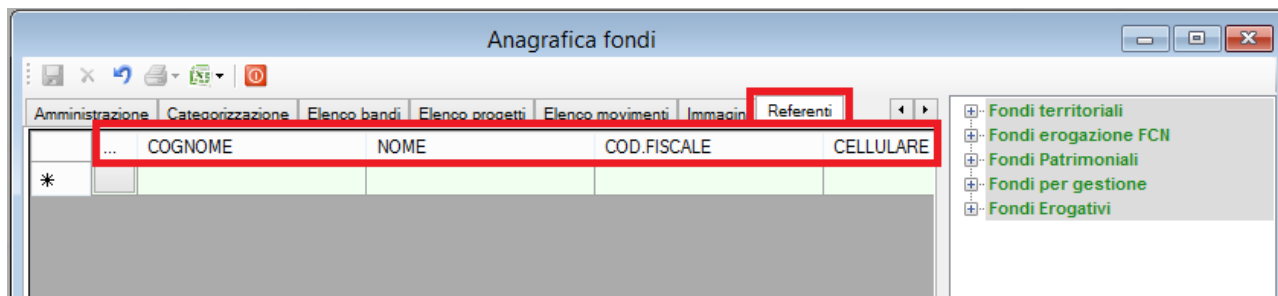 Anagrafica fondi
Amministrazione Categorizzazione Elenco bandi Elenco progetti Elenco movimenti Immagin Referenti
... COGNOME NOME COD.FISCALE CELLULARE
Fondi territoriali
Fondi erogazione FCN
Fondi Patrimoniali
Fondi per gestione
Fondi Erogativi